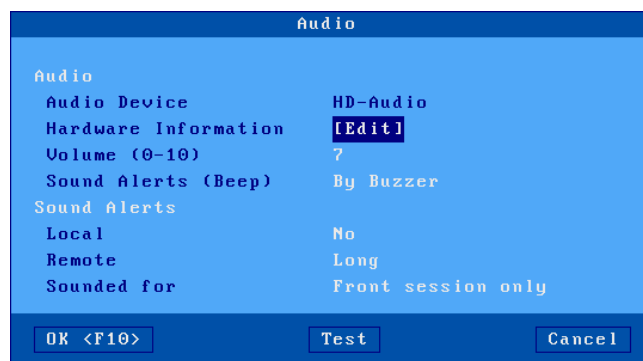 Audio
Audio
Audio Device HD-Audio
Hardware Information [Edit]
Volume (0-10) 7
Sound Alerts (Beep) By Buzzer
Sound Alerts
Local No
Remote Long
Sounded for Front session only
OK <F10> Test Cancel